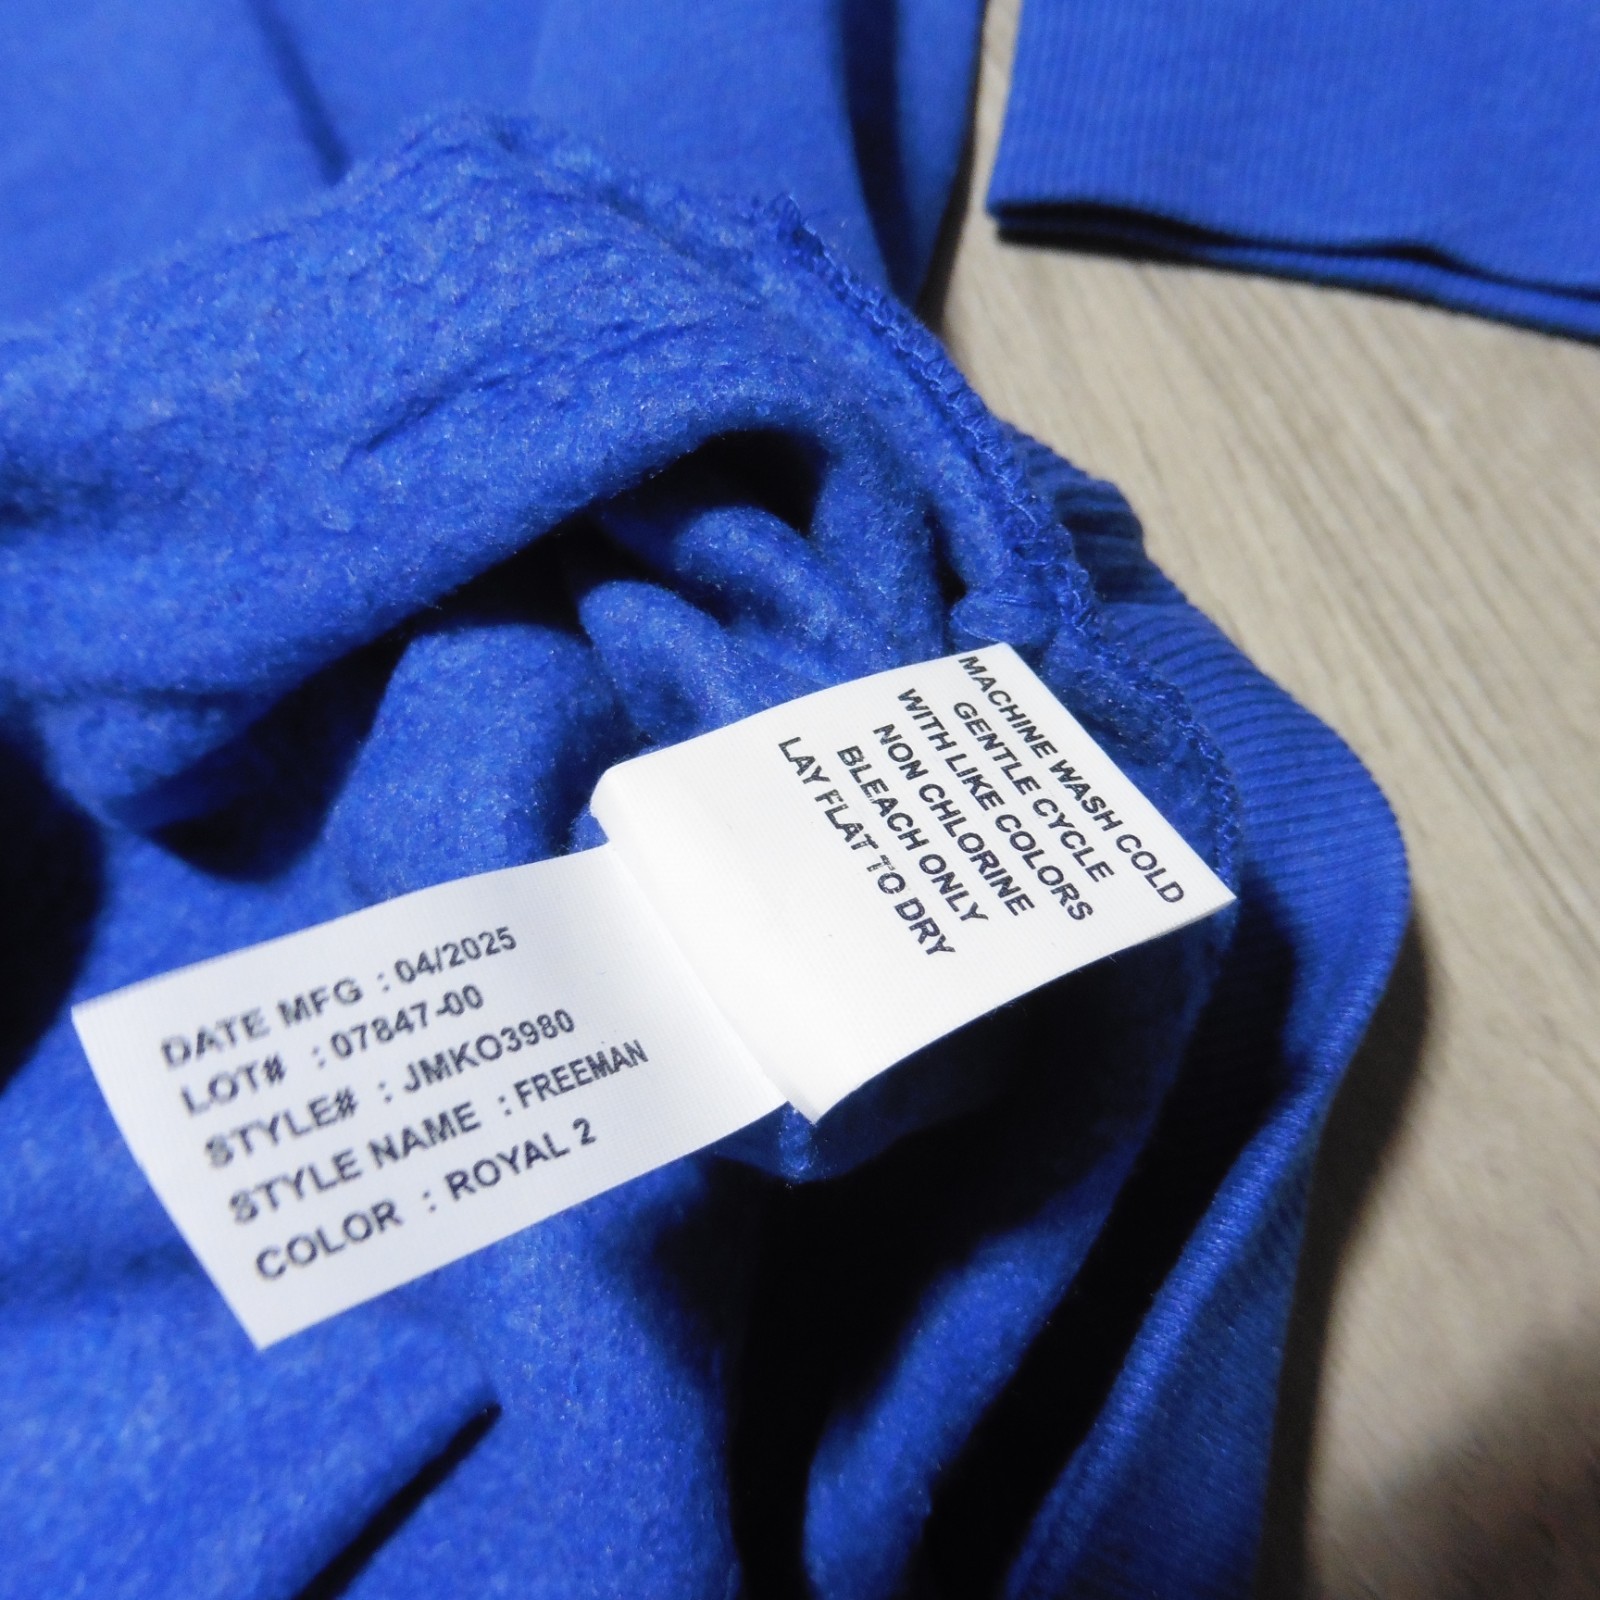 MACHINE WASH COLD
GENTLE CYCLE
WITH LIKE COLORS
NON CHLORINE
BLEACH ONLY
LAY FLAT TO DRY
DATE MFG : 04/2025
LOT# : 07847-00
STYLE# : JMKO3980
STYLE NAME : FREEMAN
COLOR : ROYAL 2